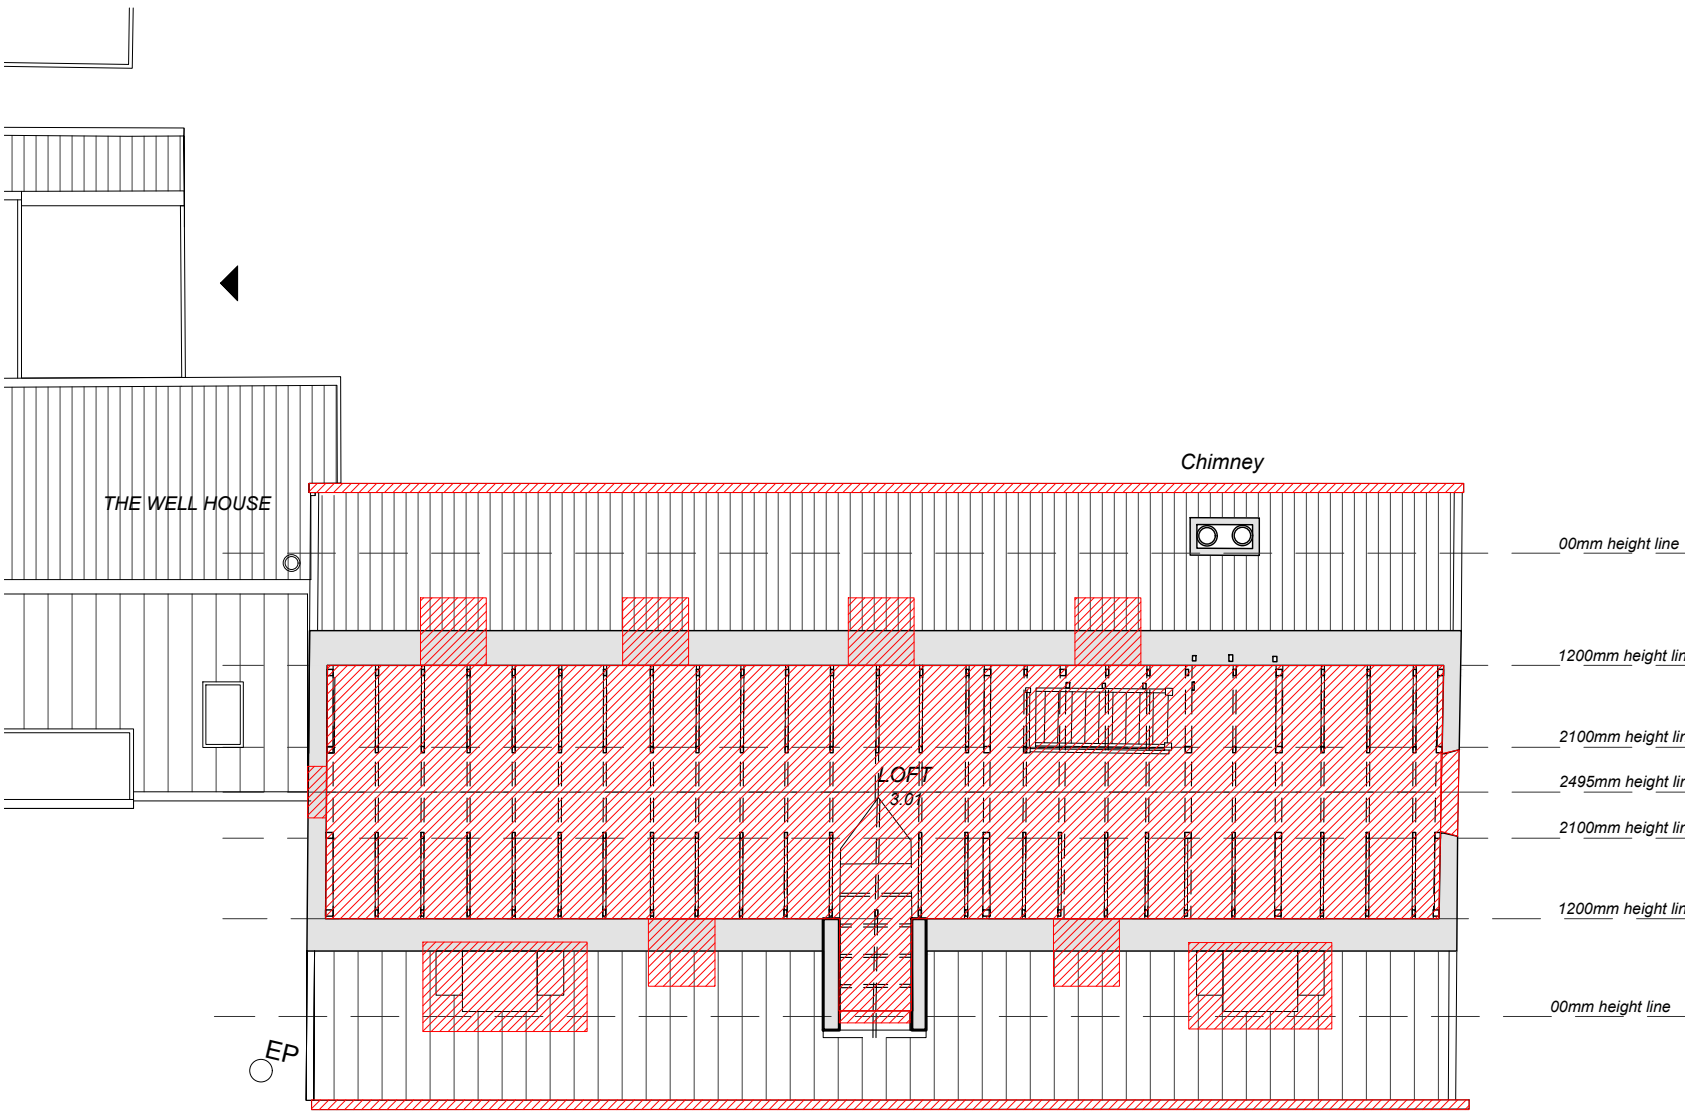 Chimney
THE WELL HOUSE
00mm height line
1200mm height lin
2100mm height lin
LOFT
2495mm height lin
3.01
2100mm height lin
1200mm height lin
00mm height line
EP